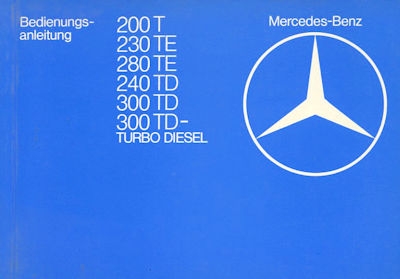 Bedienungs-
anleitung
200 T
230 TE
280 TE
240 TD
300 TD
300 TD-
TURBO DIESEL
Mercedes-Benz